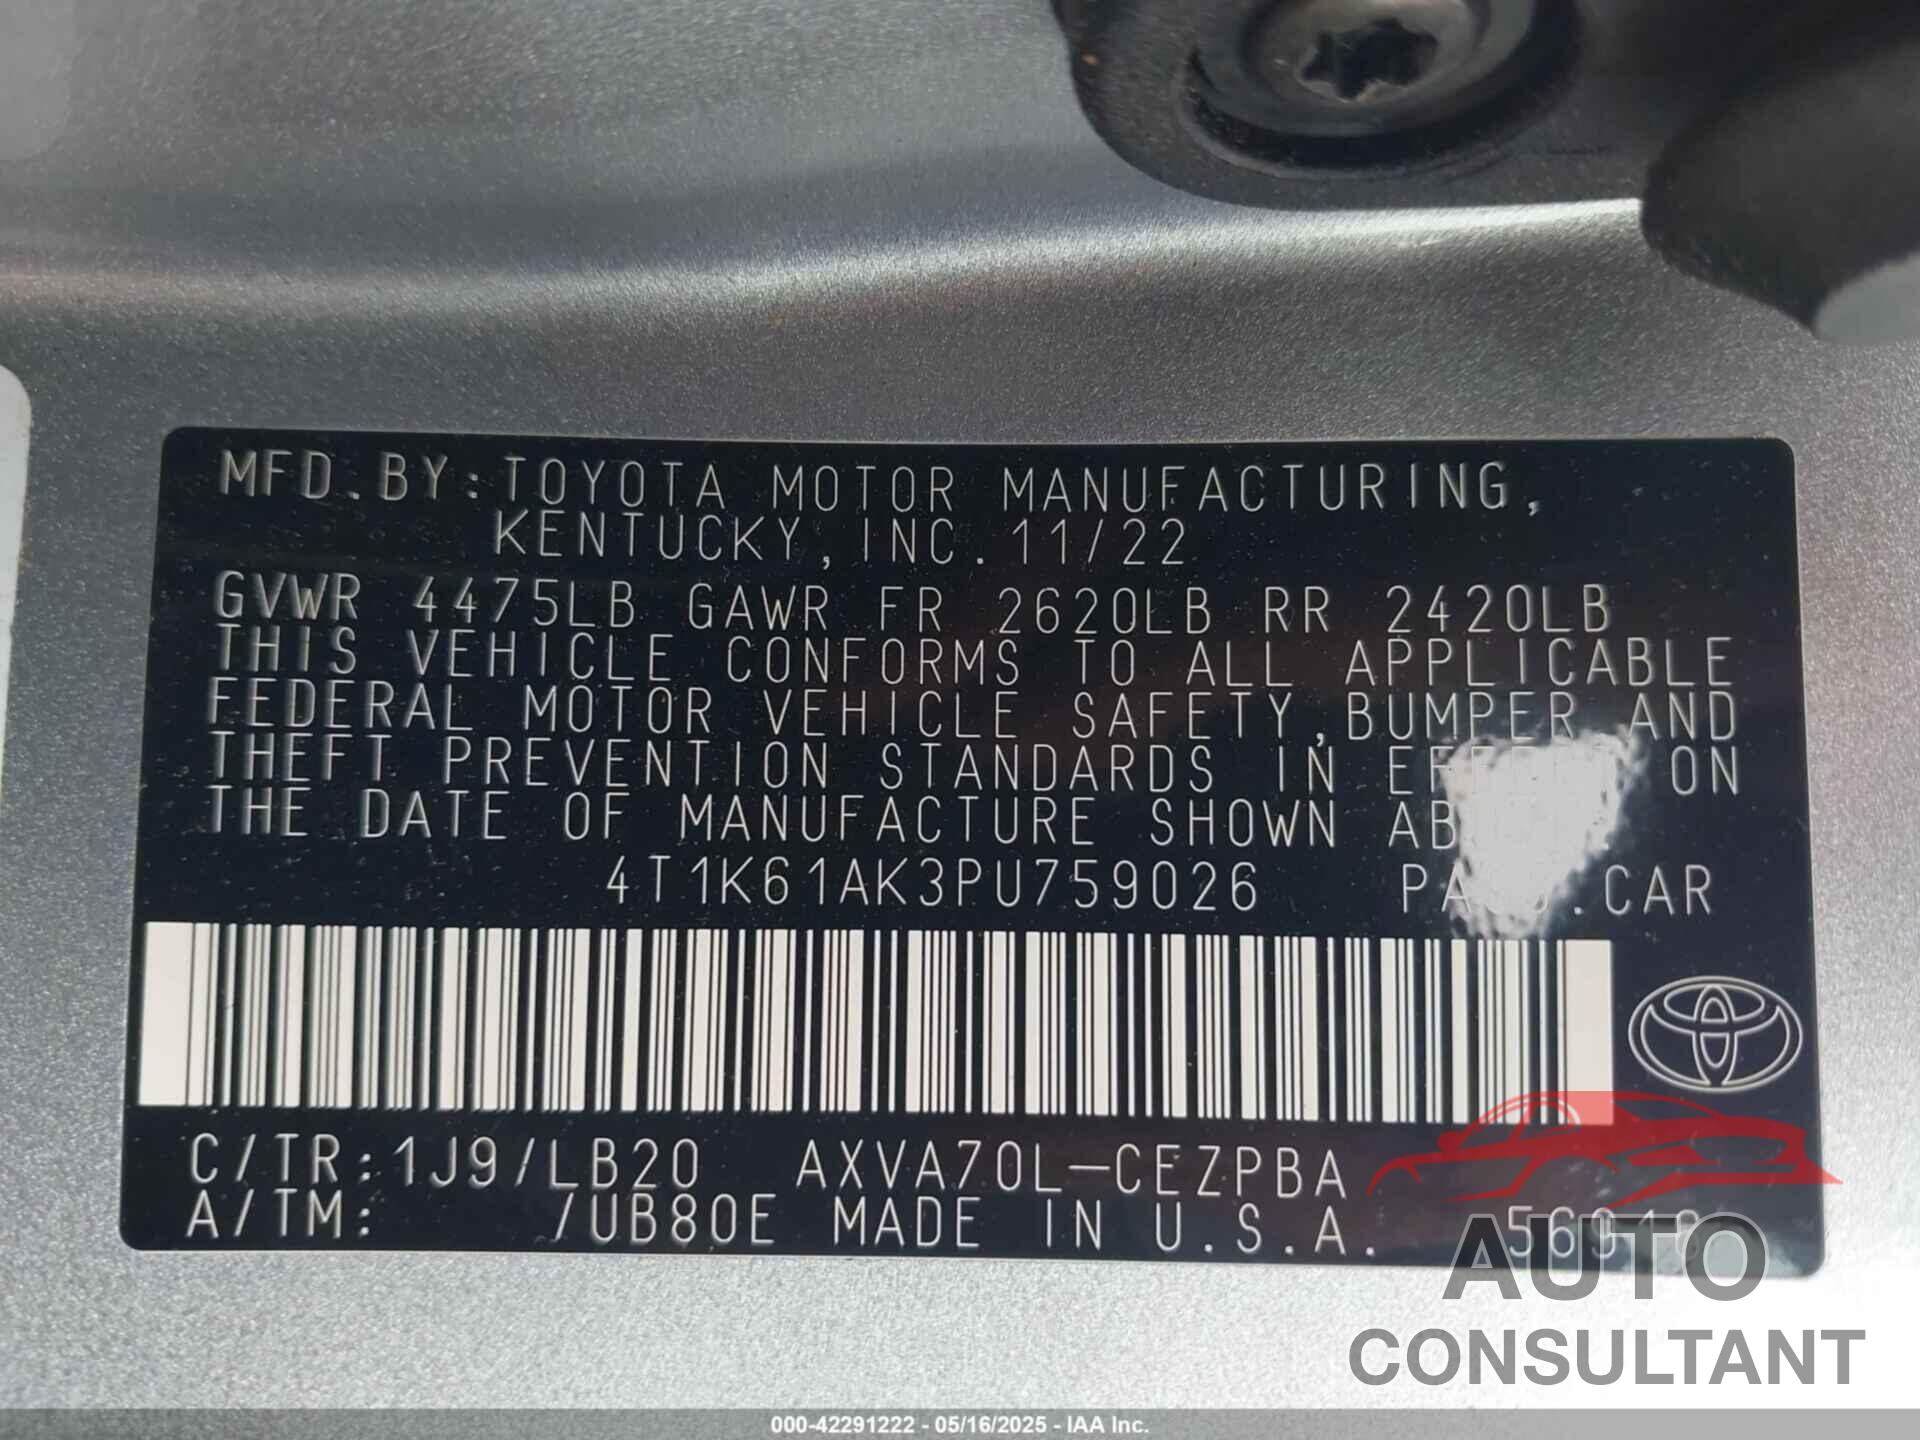 MFD.BY:TOYOTA MOTOR MANUFACTURING,
KENTUCKY,INC. 11/22
GVWR 4475LB GAWR FR 2620LB RR 2420LB
THIS VEHICLE CONFORMS TO ALL APPLICABLE
FEDERAL MOTOR VEHICLE SAFETY,BUMPER AND
THEFT PREVENTION STANDARDS IN ON
THE DATE OF MANUFACTURE SHOWN
4T1K61AK3PU759026
C/TR:1J9/LB20 AXVA70L-CEZPBA
A/TM: /UB80E MADE IN U.S.A.
AUTO
CONSULTANT
000-42291222 - 05/16/2025 - IAA Inc.